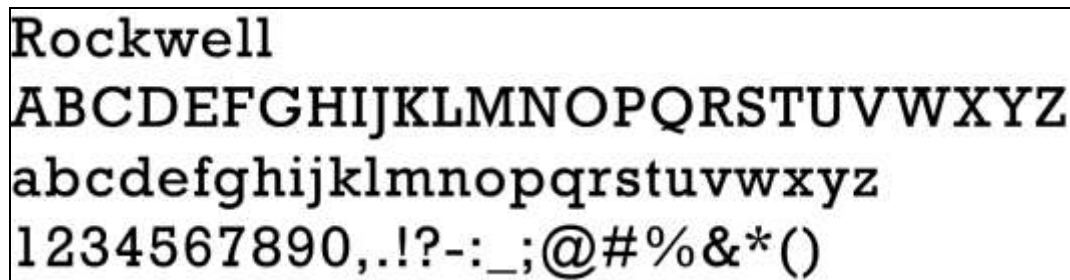 Rockwell
ABCDEFGHIJKLMNOPQRSTUVWXYZ
abcdefghijklmnopqrstuvwxyz
1234567890,.!?-:_;@#%&*()